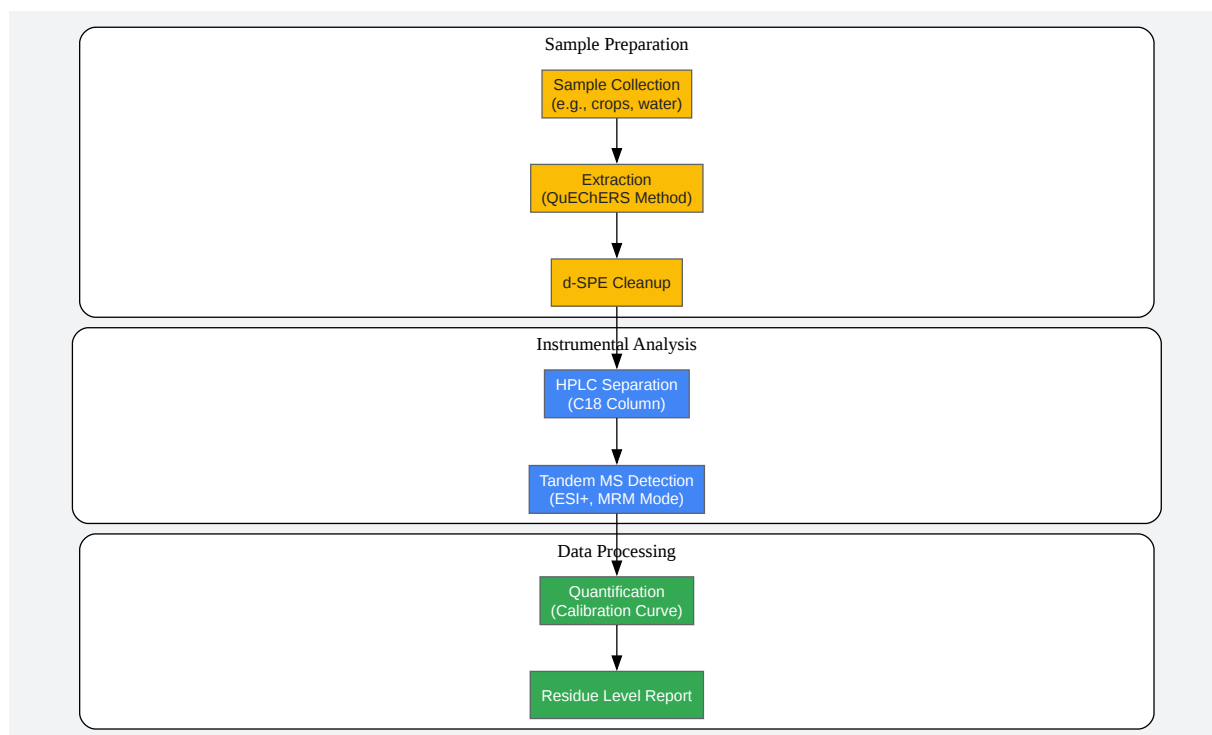 Sample Preparation
Sample Collection
(e.g., crops, water)
Extraction
(QuEChERS Method)
d-SPE Cleanup
Instrumental Analysis
HPLC Separation
(C18 Column)
Tandem MS Detection
(ESI+, MRM Mode)
Data Processing
Quantification
(Calibration Curve)
Residue Level Report